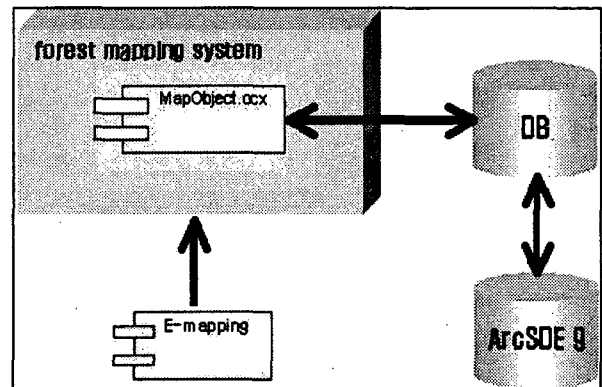 forest mapping system
MapObject.ocx
DB
E-mapping
ArcSDE 9